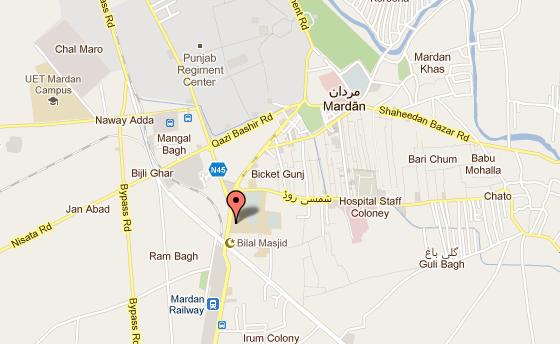 Koroona
Chal Maro
Bypass Rd
Punjab
Regiment
Center
UET Mardan
Campus
Mardan
Khas
مردان
Mardān
Naway Adda
Qazi Bashir Rd
Shaheedan Bazar Rd
Mangal
Bagh
Bijli Ghar
N45
Bicket Gunj
Bari Chum
Babu
Mohalla
Jan Abad
Bypass Rd
شمسی روڈ
Hospital Staff
Coloney
Chato
Nisata Rd
Bilal Masjid
گلی باغ
Guli Bagh
Ram Bagh
Mardan
Railway
Bypass Rd
Irum Colony